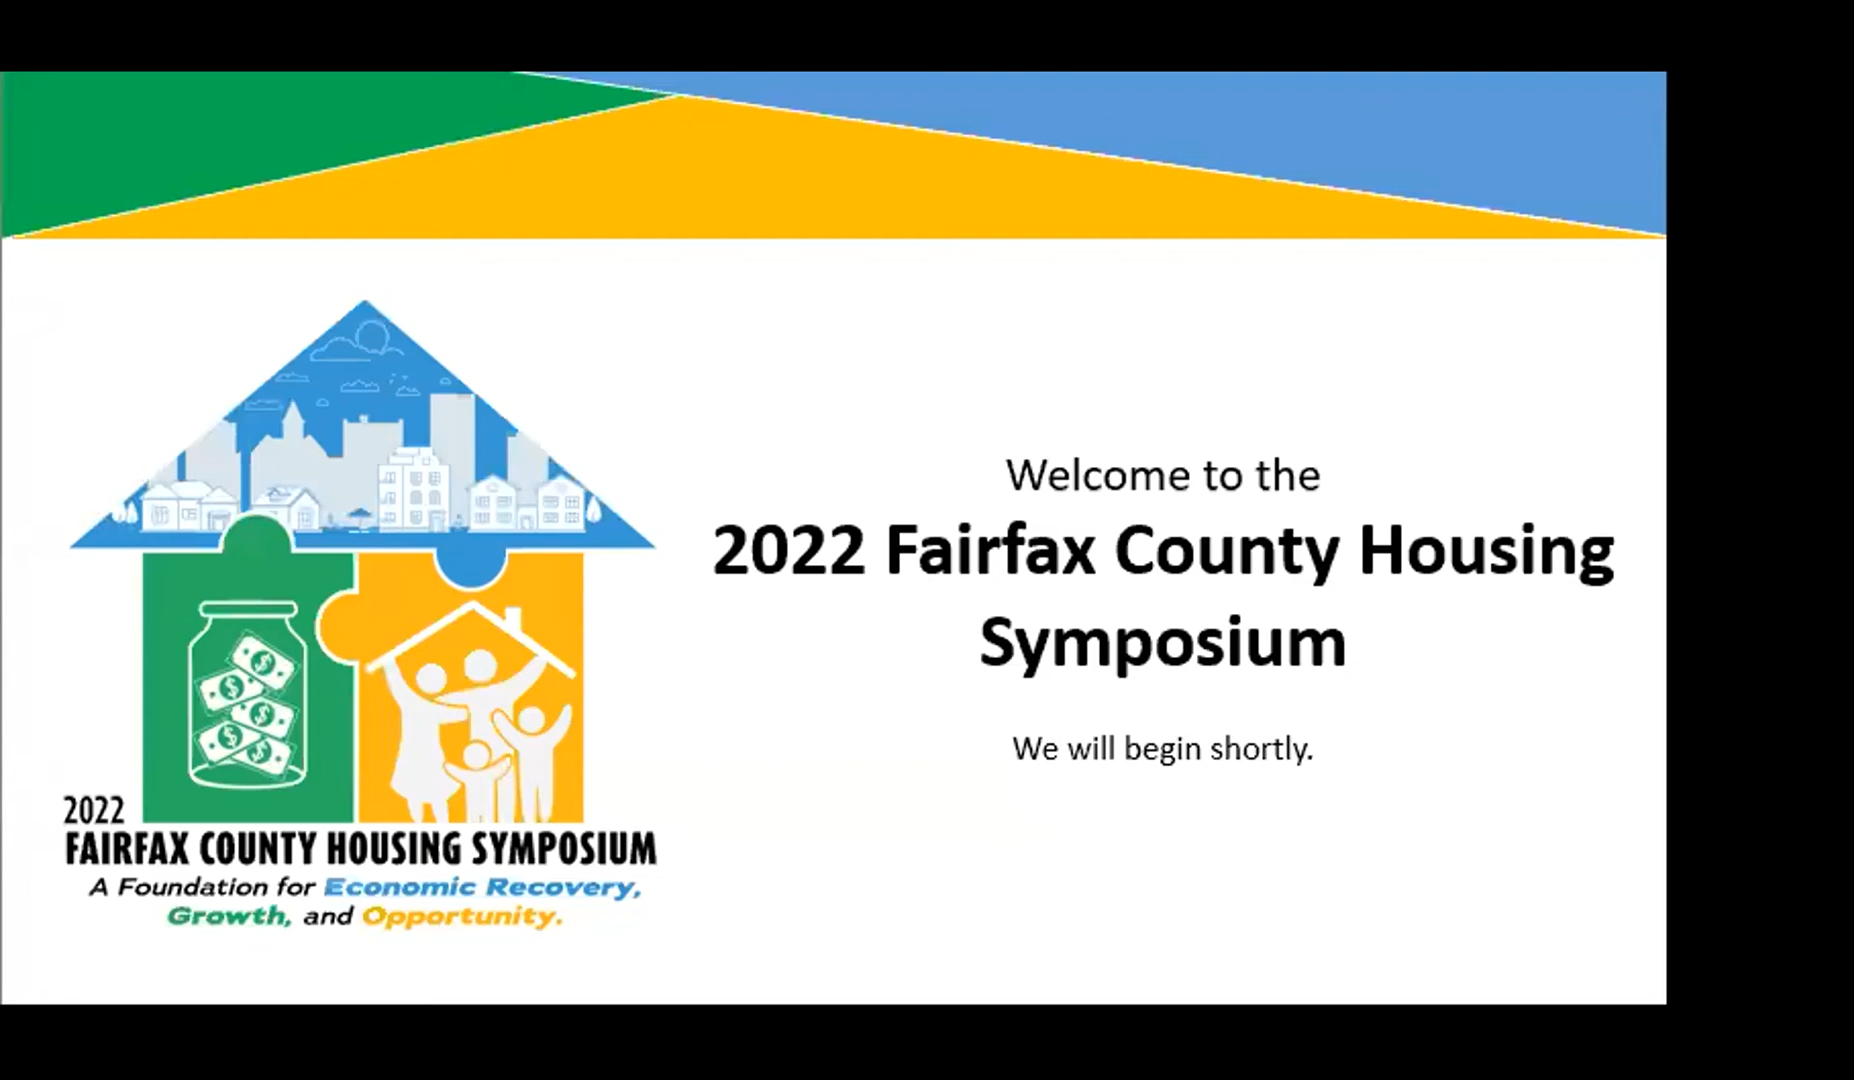 Welcome to the
2022 Fairfax County Housing
Symposium
We will begin shortly.
2022
FAIRFAX COUNTY HOUSING SYMPOSIUM
A Foundation for Economic Recovery,
Growth, and Opportunity.